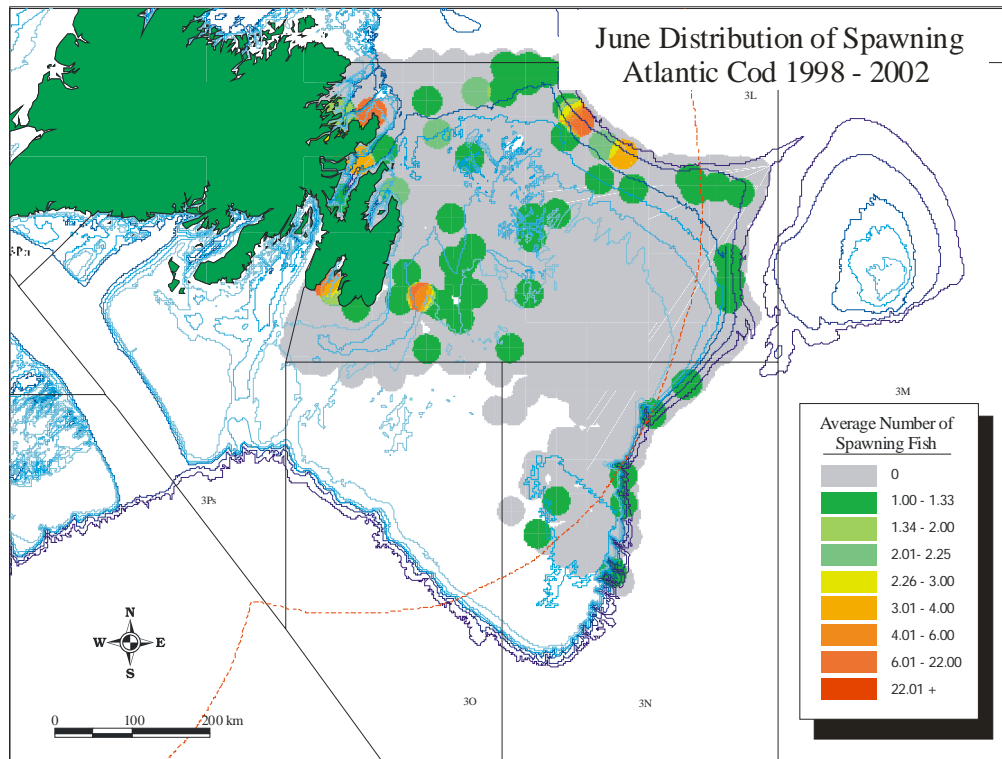 June Distribution of Spawning
Atlantic Cod 1998 - 2002
3L
3M
3Ps
3O
3N
Average Number of
Spawning Fish
0
1.00 - 1.33
1.34 - 2.00
2.01- 2.25
2.26 - 3.00
3.01 - 4.00
4.01 - 6.00
6.01 - 22.00
22.01 +
N
W E
S
0 100 200 km